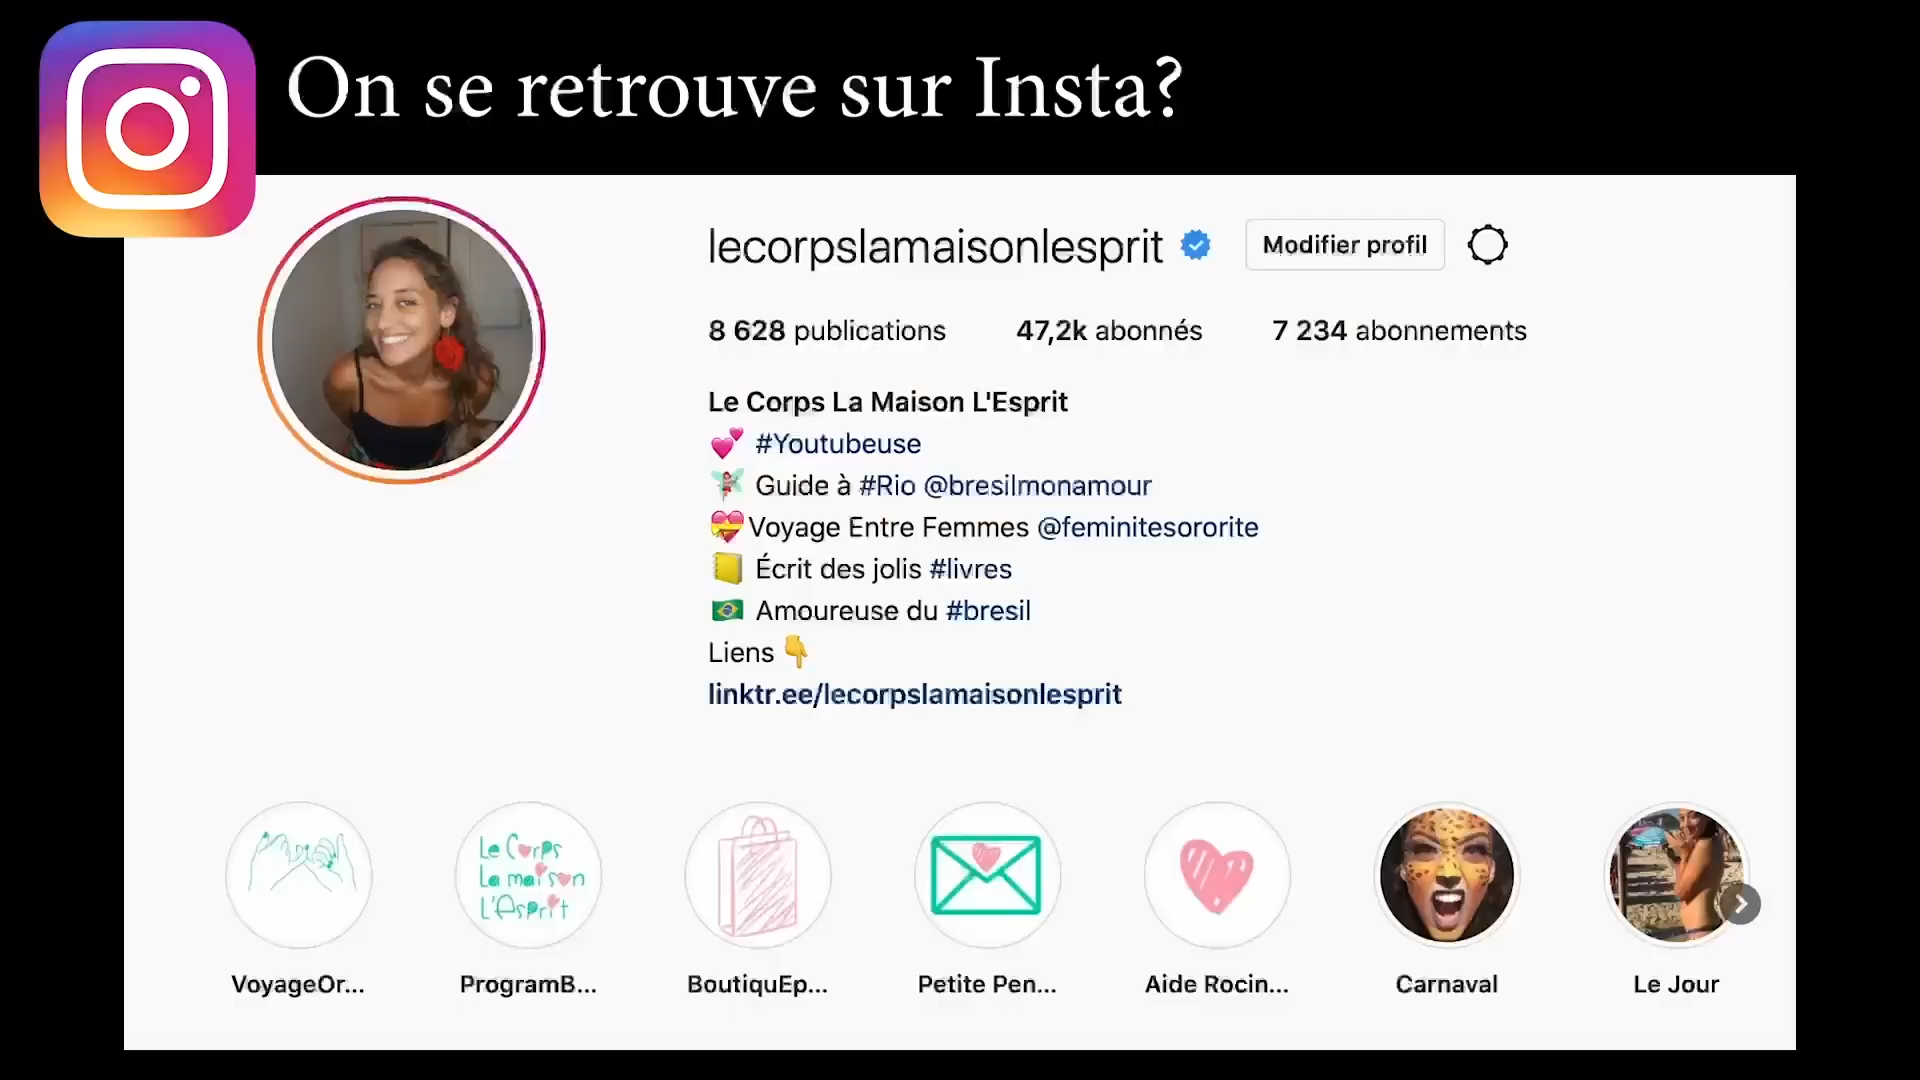 On se retrouve sur Insta?
lecorpslamaisonlesprit Modifier profil
8 628 publications 47,2k abonnés 7 234 abonnements
Le Corps La Maison L'Esprit
💕 #Youtubeuse
🧚 Guide à #Rio @bresilmonamour
💝Voyage Entre Femmes @feminitesororite
📒 Écrit des jolis #livres
🇧🇷 Amoureuse du #bresil
Liens 👇
linktr.ee/lecorpslamaisonlesprit
Le Corps
La maison
L'Esprit
VoyageOr... ProgramB... BoutiquEp... Petite Pen... Aide Rocin... Carnaval Le Jour